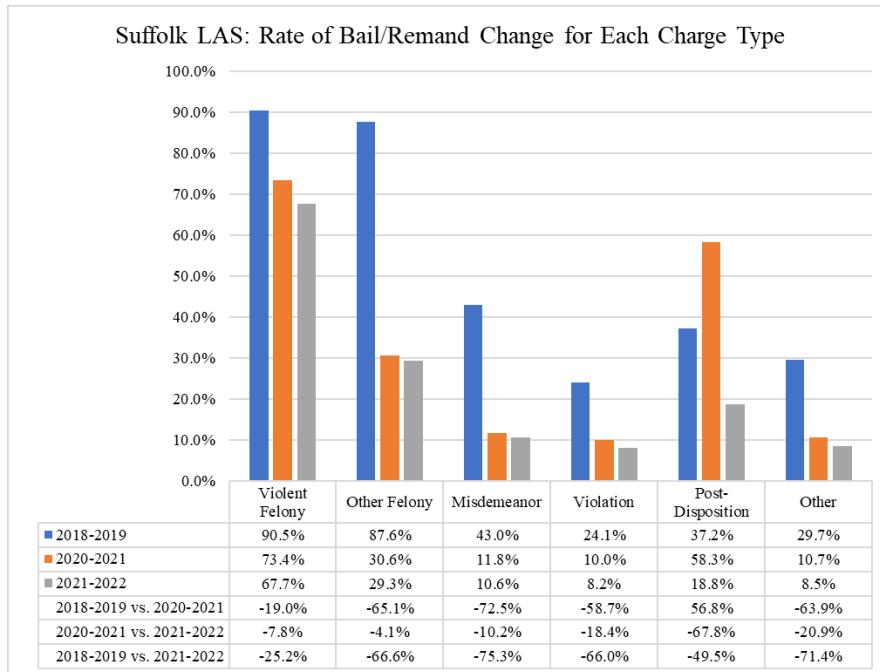 Suffolk LAS: Rate of Bail/Remand Change for Each Charge Type
100.0%
90.0%
80.0%
70.0%
60.0%
50.0%
40.0%
30.0%
20.0%
10.0%
0.0%
Violent Felony Other Felony Misdemeanor Violation Post-Disposition Other
2018-2019 90.5% 87.6% 43.0% 24.1% 37.2% 29.7%
2020-2021 73.4% 30.6% 11.8% 10.0% 58.3% 10.7%
2021-2022 67.7% 29.3% 10.6% 8.2% 18.8% 8.5%
2018-2019 vs. 2020-2021 -19.0% -65.1% -72.5% -58.7% 56.8% -63.9%
2020-2021 vs. 2021-2022 -7.8% -4.1% -10.2% -18.4% -67.8% -20.9%
2018-2019 vs. 2021-2022 -25.2% -66.6% -75.3% -66.0% -49.5% -71.4%